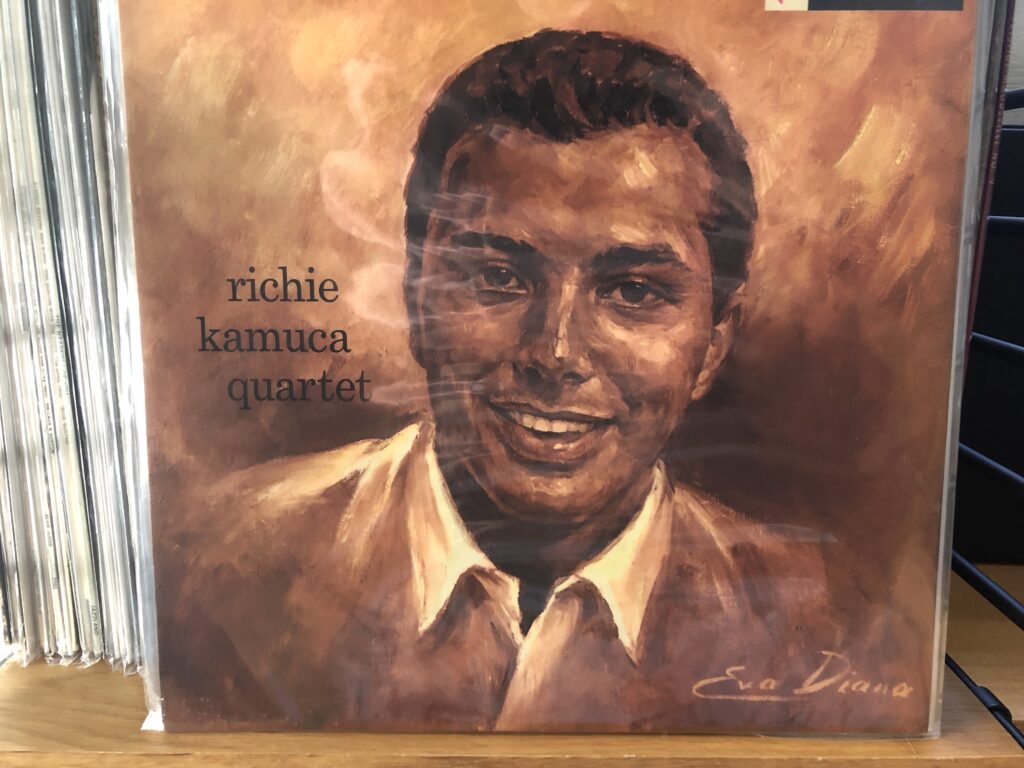 richie
kamuca
quartet
Eva Diana